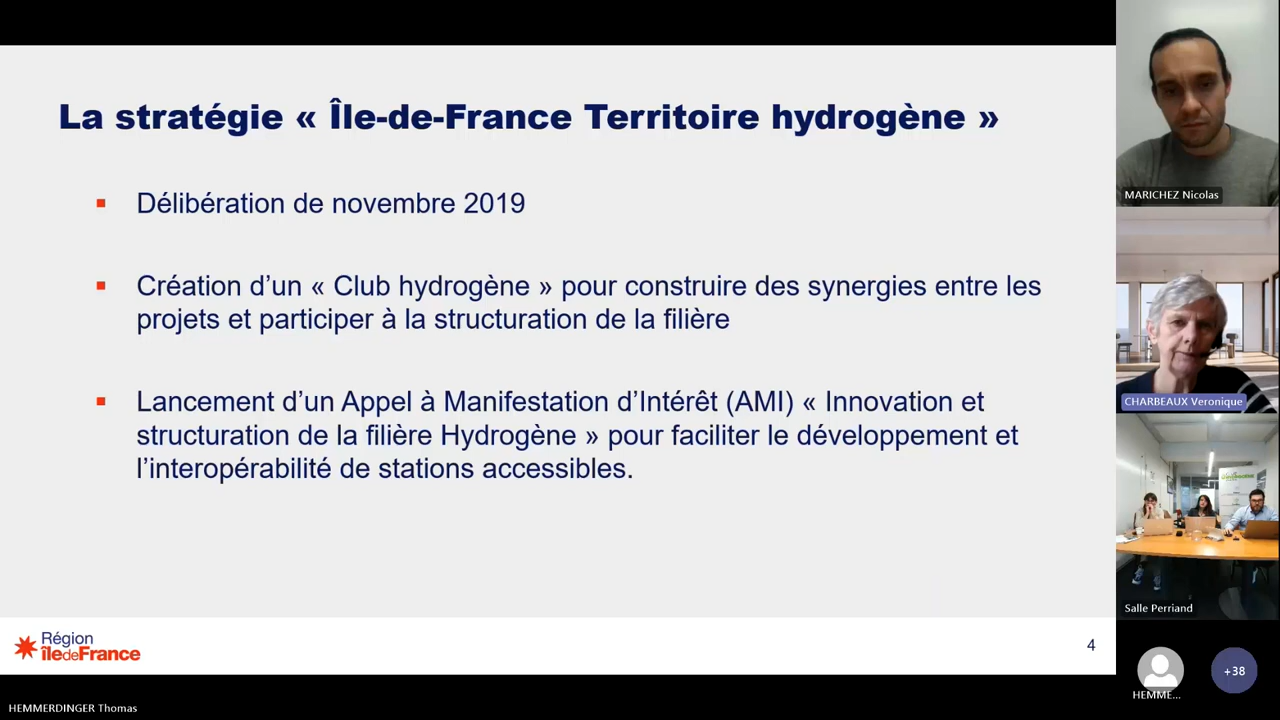 La stratégie « Île-de-France Territoire hydrogène »
▪ Délibération de novembre 2019
▪ Création d’un « Club hydrogène » pour construire des synergies entre les
projets et participer à la structuration de la filière
▪ Lancement d’un Appel à Manifestation d’Intérêt (AMI) « Innovation et
structuration de la filière Hydrogène » pour faciliter le développement et
l’interopérabilité de stations accessibles.
Région
îledeFrance
4
HEMMERDINGER Thomas
MARICHEZ Nicolas
CHARBEAUX Veronique
Salle Perriand
HEMME...
+38